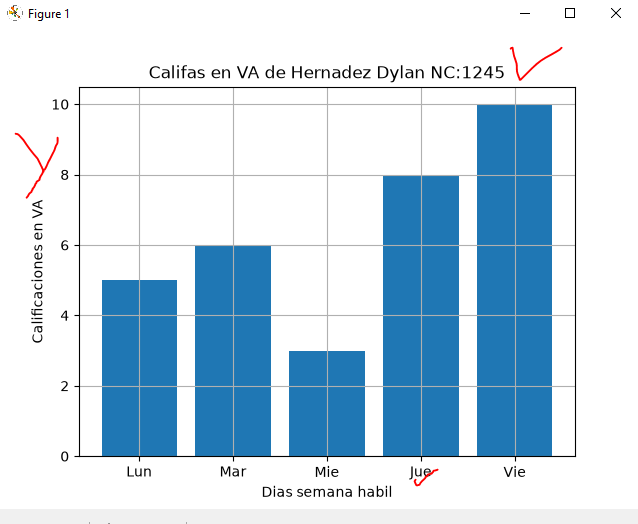 Figure 1
Califas en VA de Hernadez Dylan NC:1245
Y
10
8
6
4
2
0
Calificaciones en VA
Lun Mar Mie Jue Vie
Dias semana habil